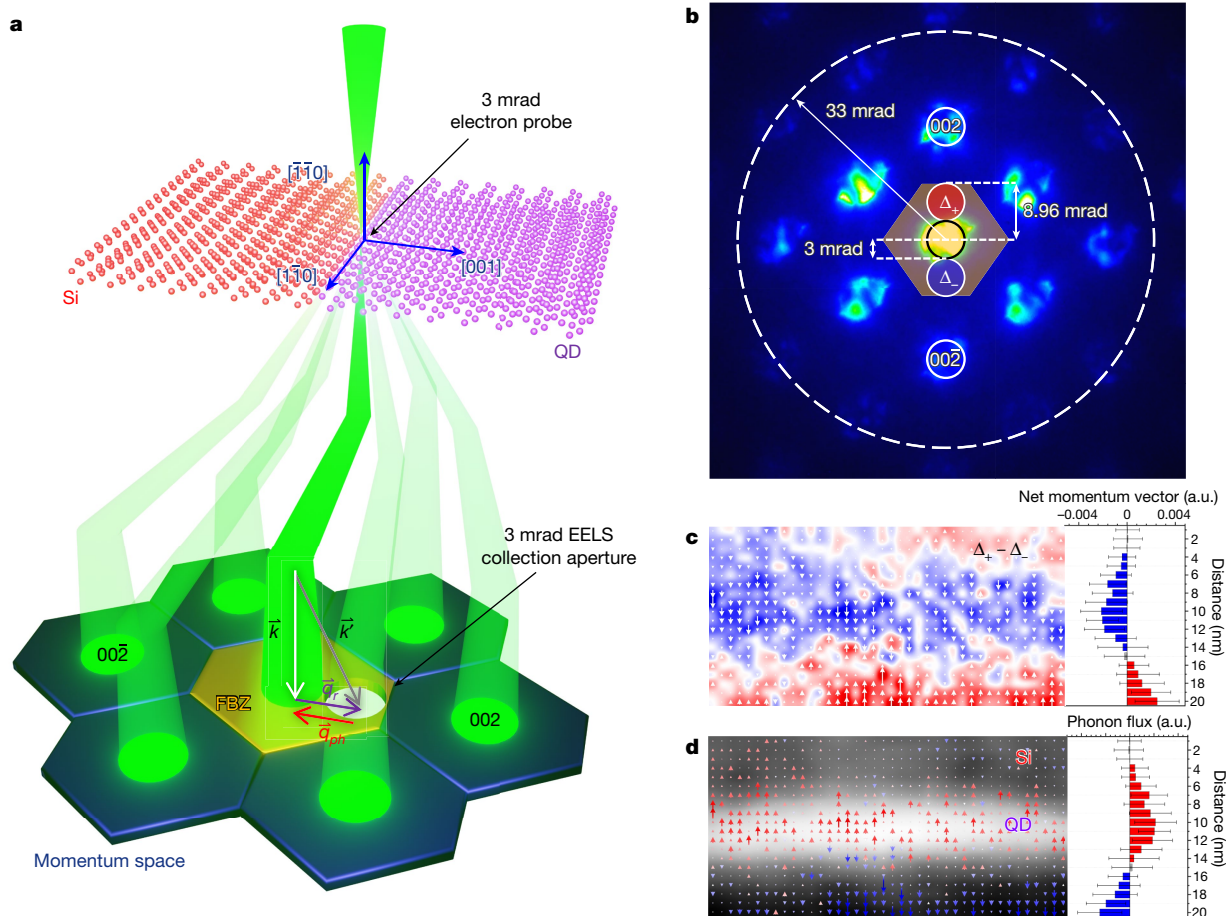 a
3 mrad
electron probe
[1̅1̅0]
[11̅0]
[001]
Si
QD
3 mrad EELS
collection aperture
k⃗
k⃗′
q⃗r
q⃗ph
FBZ
002̅
002
Momentum space
b
33 mrad
002
Δ+
8.96 mrad
3 mrad
Δ−
002̅
Net momentum vector (a.u.)
−0.004 0 0.004
c
Δ+ − Δ−
2
4
6
8
10
12
14
16
18
20
Distance (nm)
Phonon flux (a.u.)
d
Si
QD
2
4
6
8
10
12
14
16
18
20
Distance (nm)